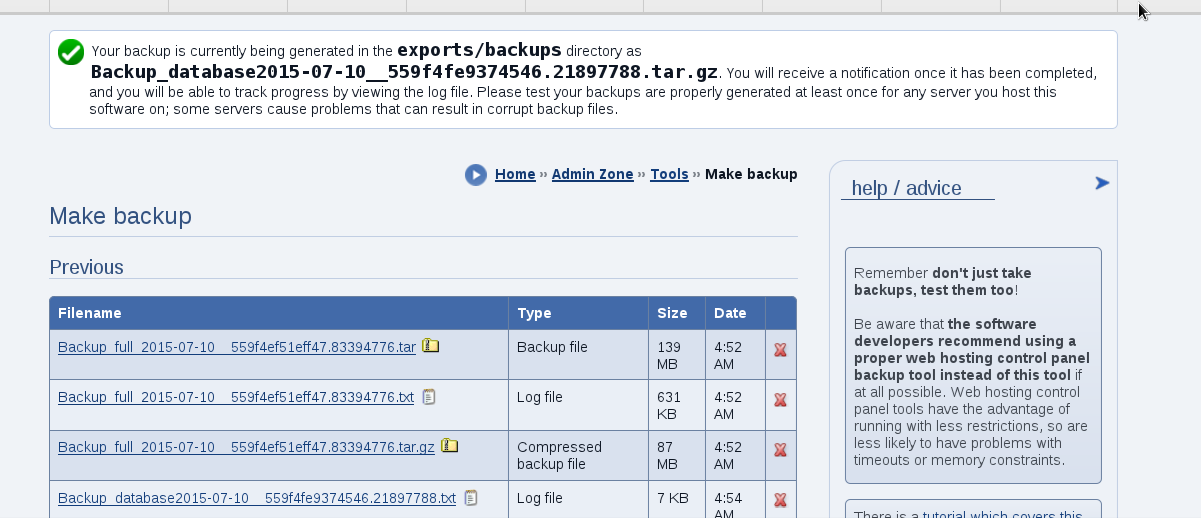 Your backup is currently being generated in the exports/backups directory as
Backup_database2015-07-10__559f4fe9374546.21897788.tar.gz. You will receive a notification once it has been completed,
and you will be able to track progress by viewing the log file. Please test your backups are properly generated at least once for any server you host this
software on; some servers cause problems that can result in corrupt backup files.
Home ›› Admin Zone ›› Tools ›› Make backup
Make backup
Previous
Filename Type Size Date
Backup_full_2015-07-10__559f4ef51eff47.83394776.tar Backup file 139 4:52
MB AM
Backup_full_2015-07-10__559f4ef51eff47.83394776.txt Log file 631 4:52
KB AM
Backup_full_2015-07-10__559f4ef51eff47.83394776.tar.gz Compressed 87 4:52
backup file MB AM
Backup_database2015-07-10__559f4fe9374546.21897788.txt Log file 7 KB 4:54
AM
help / advice
Remember don't just take
backups, test them too!
Be aware that the software
developers recommend using a
proper web hosting control panel
backup tool instead of this tool if
at all possible. Web hosting control
panel tools have the advantage of
running with less restrictions, so are
less likely to have problems with
timeouts or memory constraints.
There is a tutorial which covers this